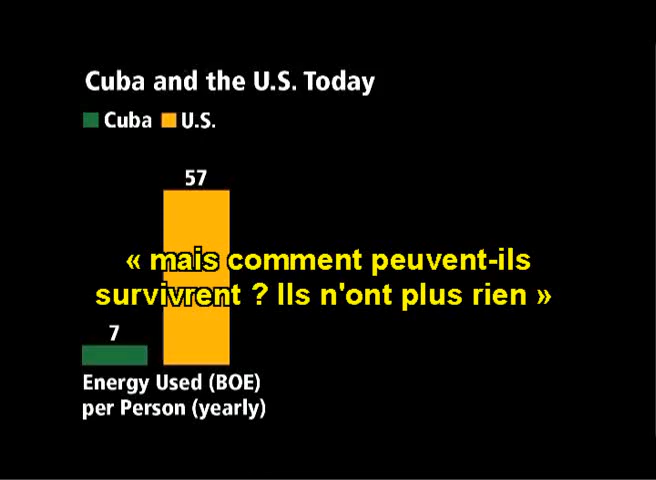 Cuba and the U.S. Today
Cuba U.S.
57
« mais comment peuvent-ils
survivrent ? Ils n'ont plus rien »
7
Energy Used (BOE)
per Person (yearly)